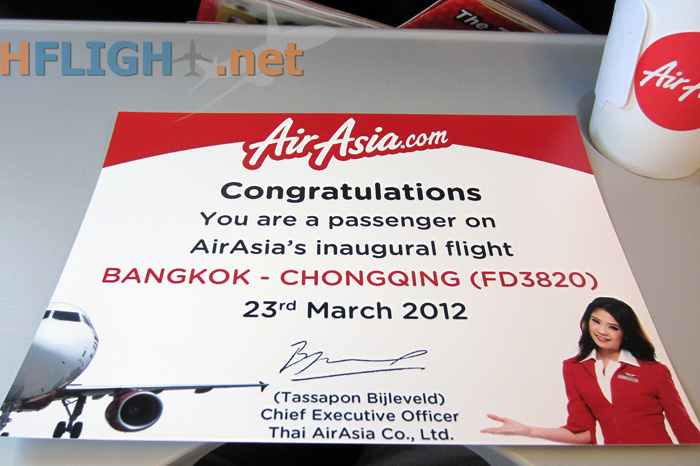 HFLIGHT.net
The
AirAsia.com
Congratulations
You are a passenger on
AirAsia's inaugural flight
BANGKOK - CHONGQING (FD3820)
23rd March 2012
(Tassapon Bijleveld)
Chief Executive Officer
Thai AirAsia Co., Ltd.